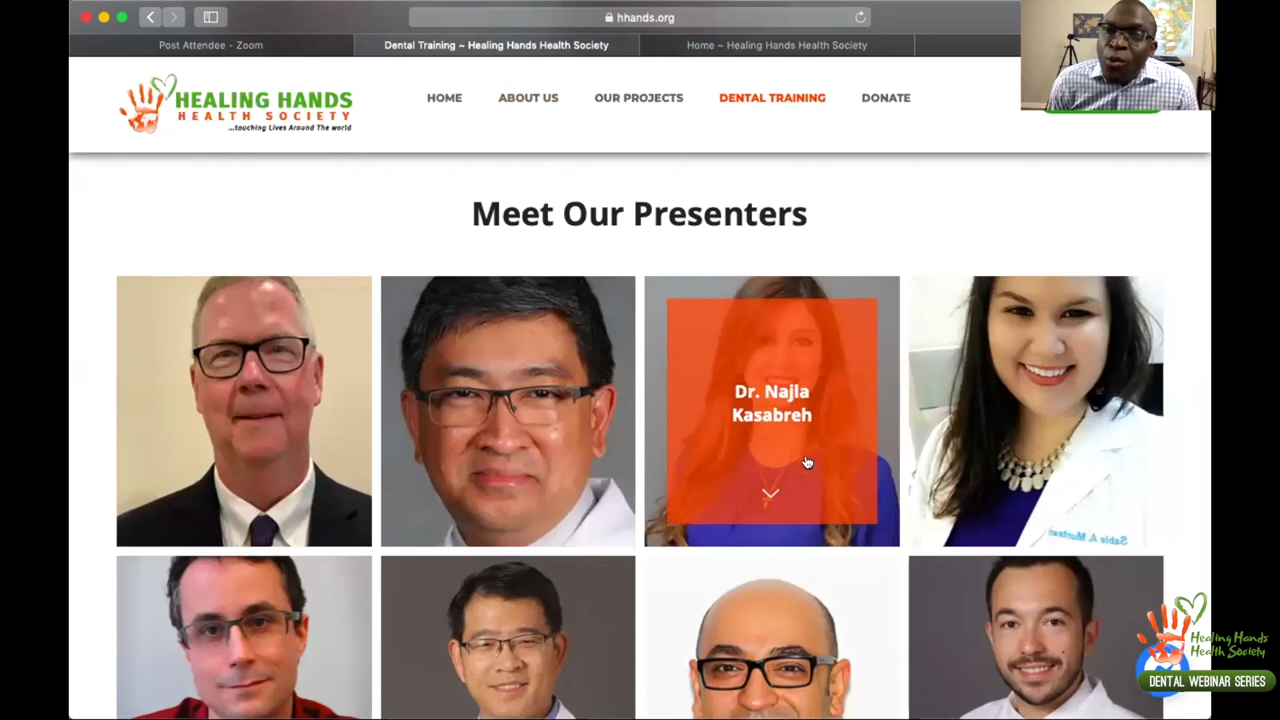 hhands.org
Post Attendee - Zoom
Dental Training ~ Healing Hands Health Society
Home ~ Healing Hands Health Society
HEALING HANDS
HEALTH SOCIETY
...touching Lives Around The world
HOME
ABOUT US
OUR PROJECTS
DENTAL TRAINING
DONATE
Meet Our Presenters
Dr. Najla
Kasabreh
Healing Hands
Health Society
DENTAL WEBINAR SERIES